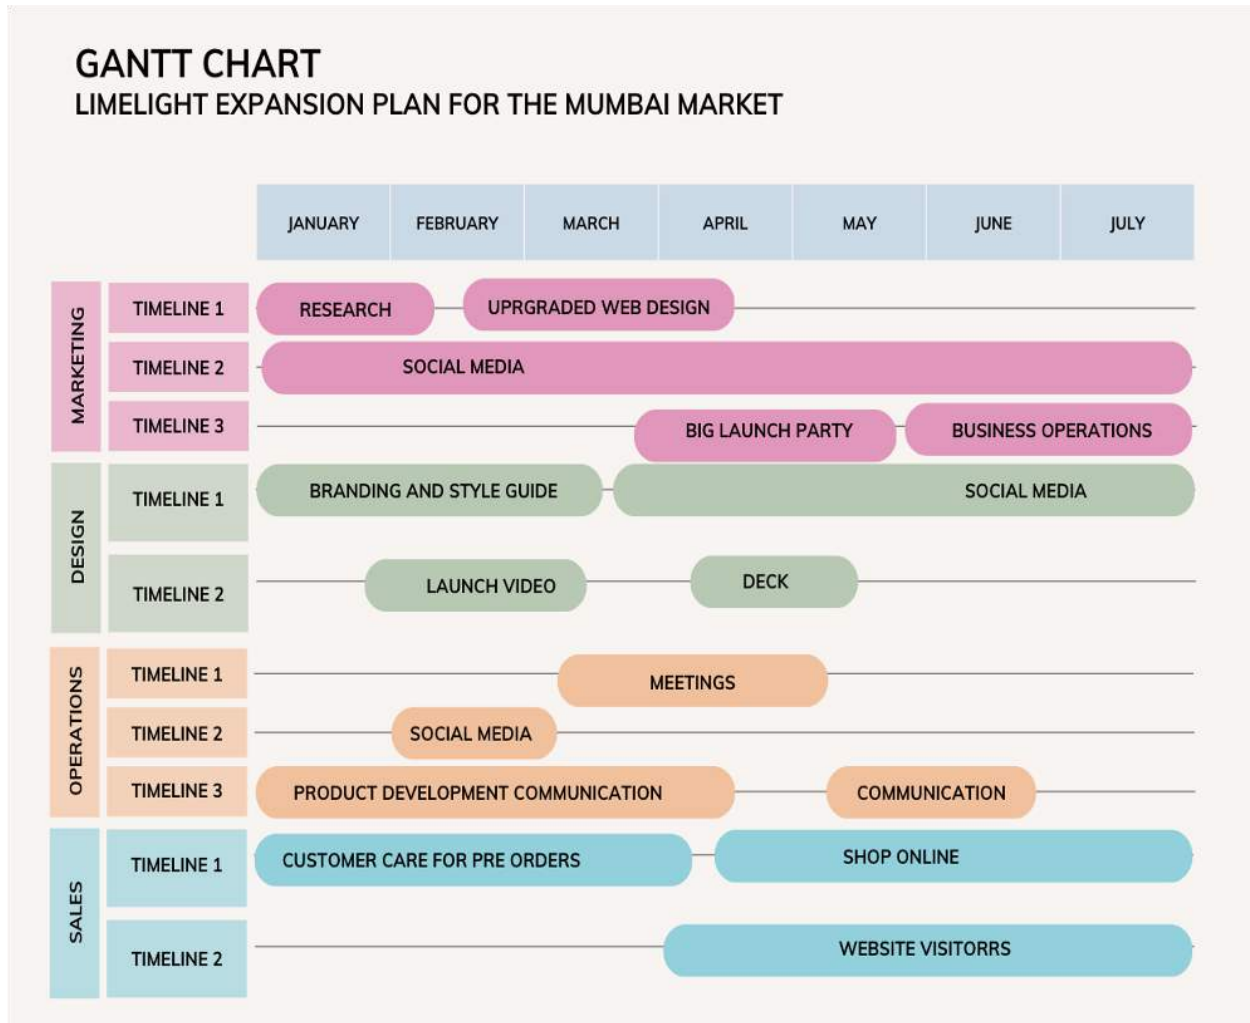 GANTT CHART
LIMELIGHT EXPANSION PLAN FOR THE MUMBAI MARKET
JANUARY FEBRUARY MARCH APRIL MAY JUNE JULY
MARKETING
TIMELINE 1 RESEARCH UPRGRADED WEB DESIGN
TIMELINE 2 SOCIAL MEDIA
TIMELINE 3 BIG LAUNCH PARTY BUSINESS OPERATIONS
DESIGN
TIMELINE 1 BRANDING AND STYLE GUIDE SOCIAL MEDIA
TIMELINE 2 LAUNCH VIDEO DECK
OPERATIONS
TIMELINE 1 MEETINGS
TIMELINE 2 SOCIAL MEDIA
TIMELINE 3 PRODUCT DEVELOPMENT COMMUNICATION COMMUNICATION
SALES
TIMELINE 1 CUSTOMER CARE FOR PRE ORDERS SHOP ONLINE
TIMELINE 2 WEBSITE VISITORRS